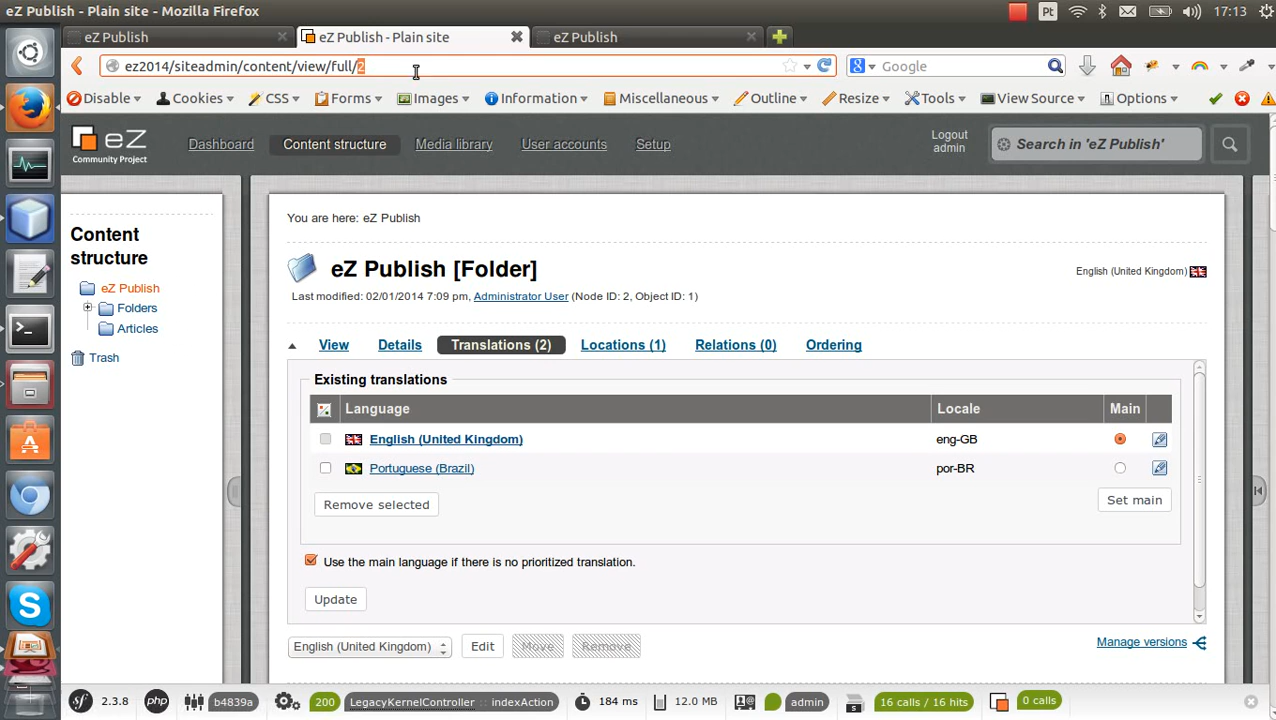 eZ Publish - Plain site - Mozilla Firefox
Pt
17:13
eZ Publish
eZ Publish - Plain site
eZ Publish
ez2014/siteadmin/content/view/full/2
Google
Disable
Cookies
CSS
Forms
Images
Information
Miscellaneous
Outline
Resize
Tools
View Source
Options
eZ
Community Project
Dashboard
Content structure
Media library
User accounts
Setup
Logout
admin
Search in 'eZ Publish'
Content
structure
eZ Publish
Folders
Articles
Trash
You are here: eZ Publish
eZ Publish [Folder]
English (United Kingdom)
Last modified: 02/01/2014 7:09 pm, Administrator User (Node ID: 2, Object ID: 1)
View
Details
Translations (2)
Locations (1)
Relations (0)
Ordering
Existing translations
Language
Locale
Main
English (United Kingdom)
eng-GB
Portuguese (Brazil)
por-BR
Remove selected
Set main
Use the main language if there is no prioritized translation.
Update
English (United Kingdom)
Edit
Move
Remove
Manage versions
sf
2.3.8
php
b4839a
200
LegacyKernelController :: indexAction
184 ms
12.0 MB
admin
16 calls / 16 hits
0 calls